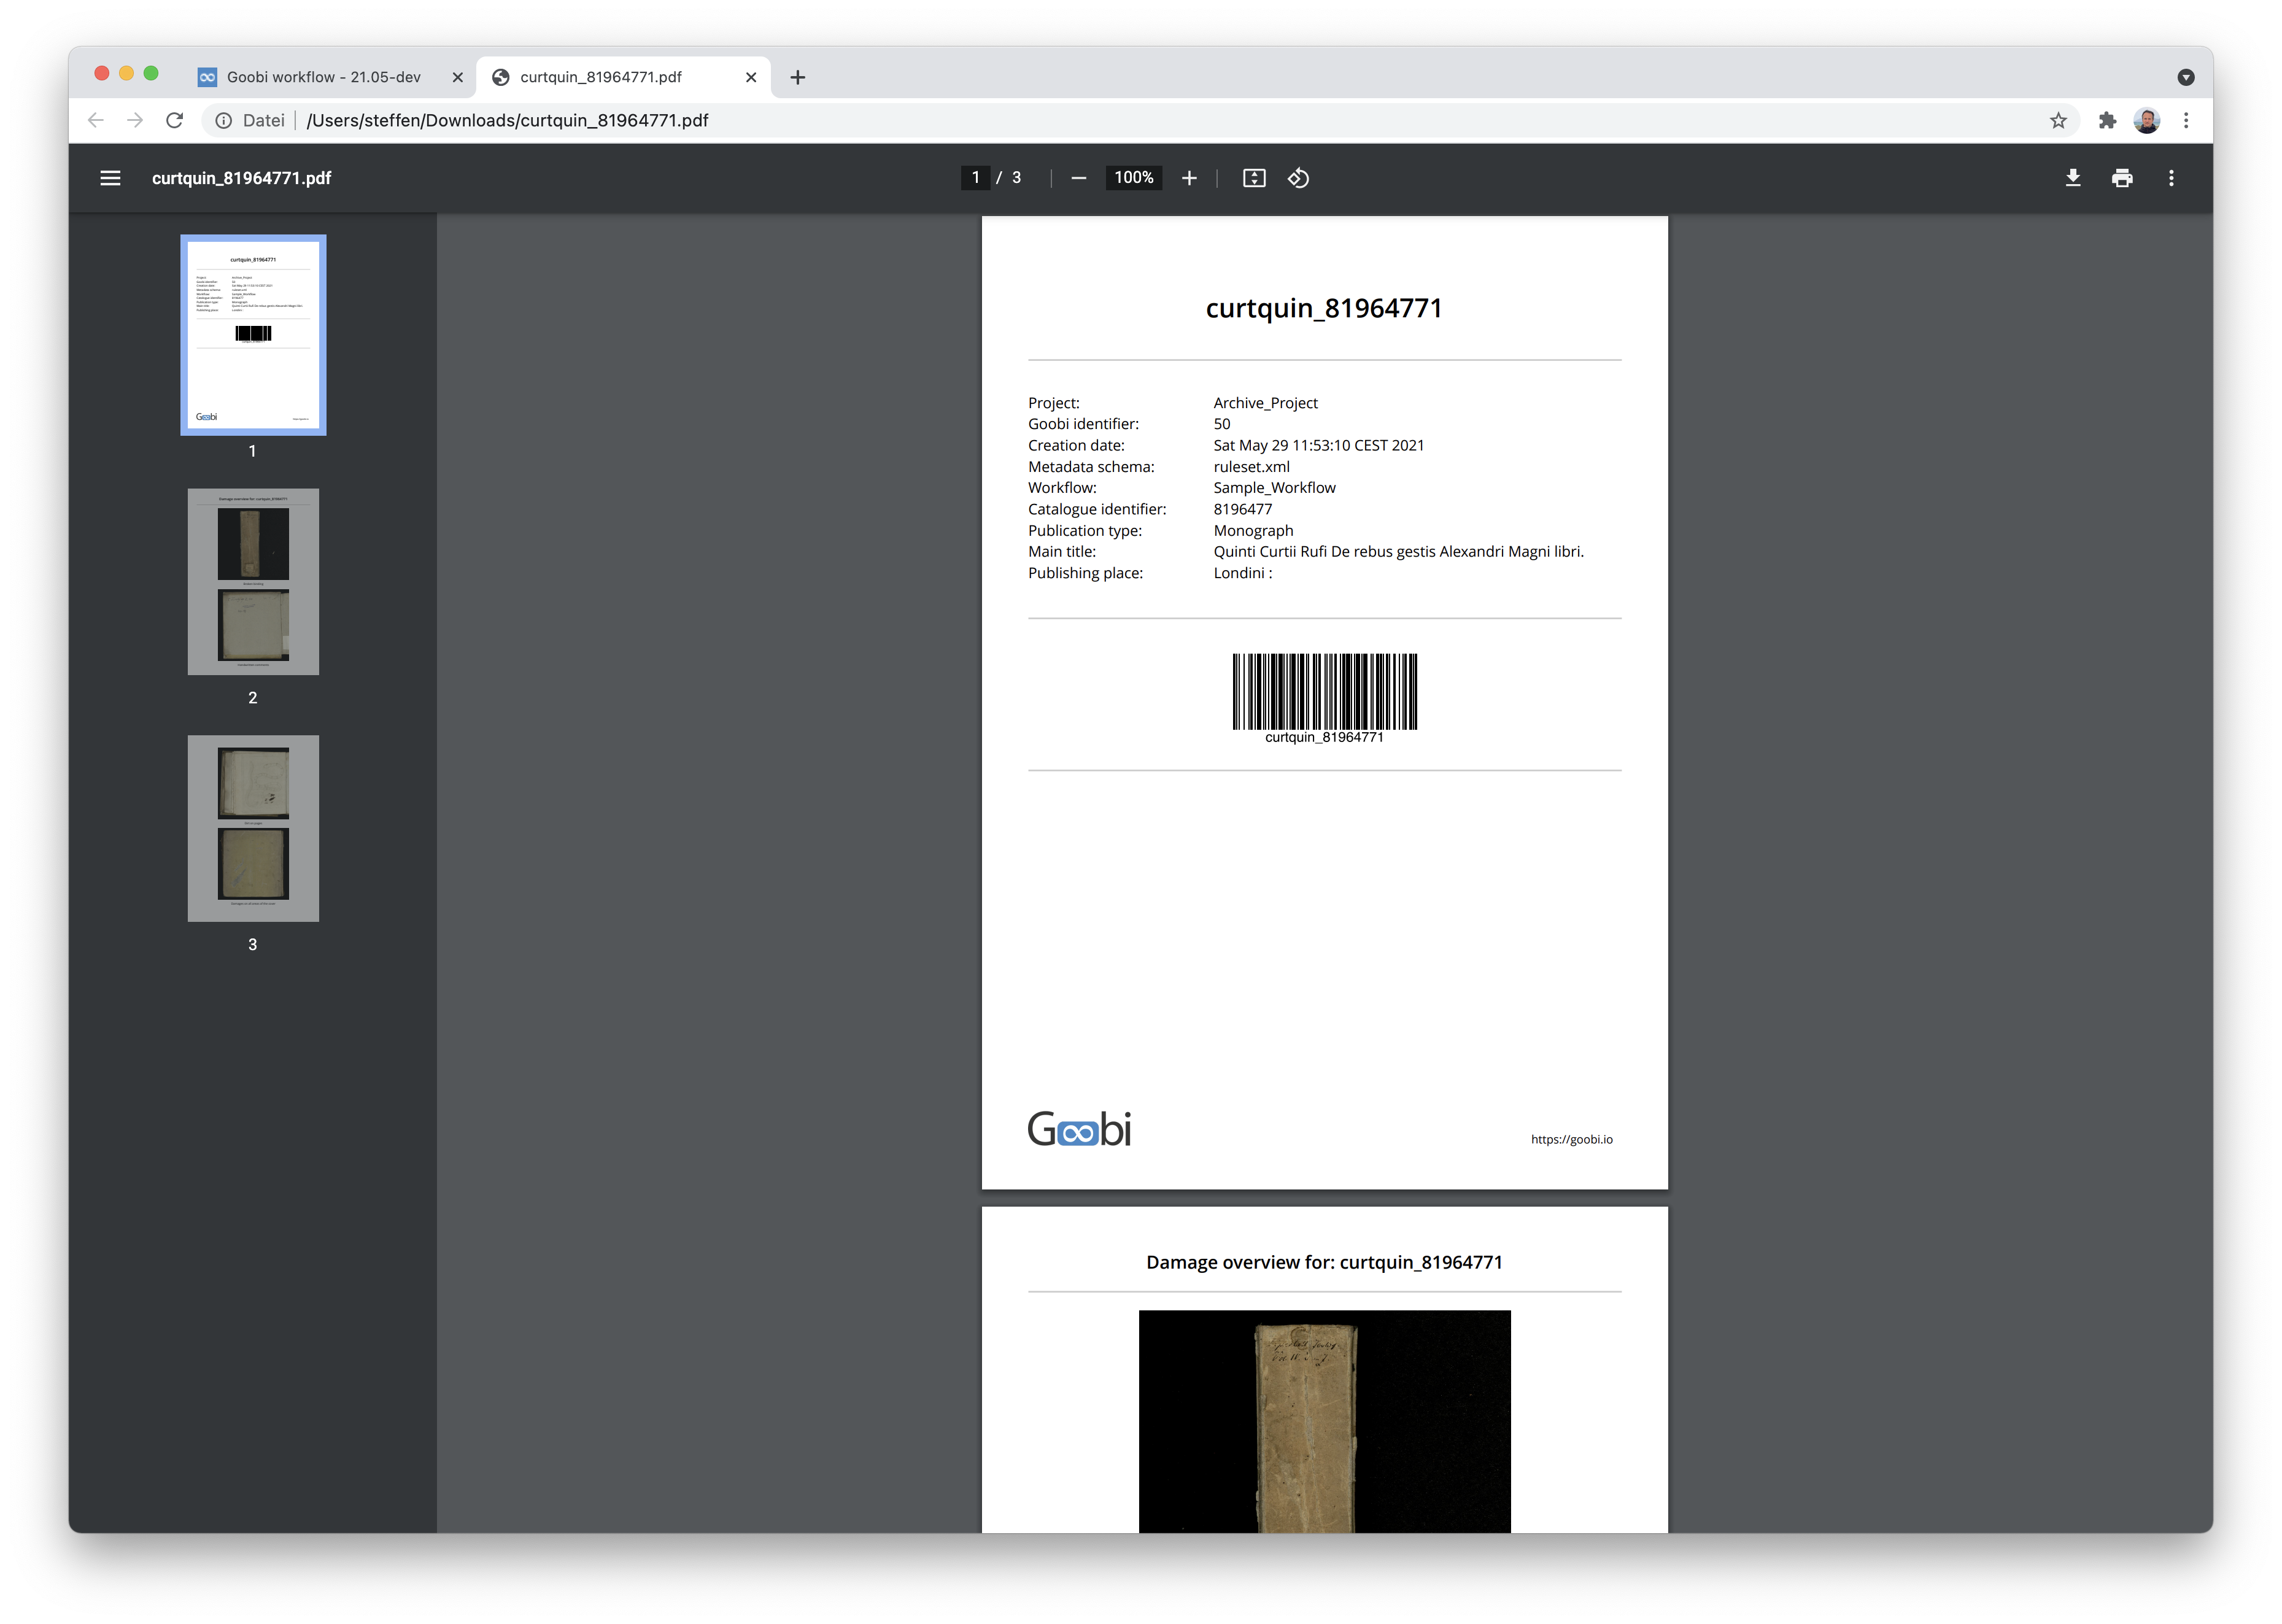 Goobi workflow - 21.05-dev
curtquin_81964771.pdf
Datei /Users/steffen/Downloads/curtquin_81964771.pdf
curtquin_81964771.pdf
1 / 3
100%
curtquin_81964771
1
2
3
curtquin_81964771
Project: Archive_Project
Goobi identifier: 50
Creation date: Sat May 29 11:53:10 CEST 2021
Metadata schema: ruleset.xml
Workflow: Sample_Workflow
Catalogue identifier: 8196477
Publication type: Monograph
Main title: Quinti Curtii Rufi De rebus gestis Alexandri Magni libri.
Publishing place: Londini :
curtquin_81964771
Goobi
https://goobi.io
Damage overview for: curtquin_81964771